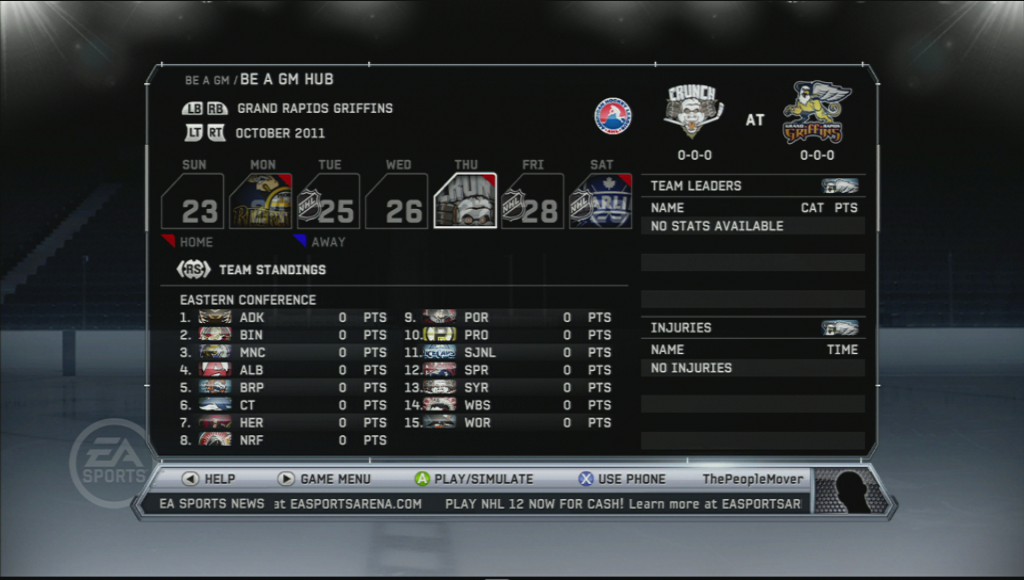 BE A GM / BE A GM HUB
LB RB GRAND RAPIDS GRIFFINS
LT RT OCTOBER 2011
CRUNCH
AT
GRIFFINS
0-0-0 0-0-0
SUN MON TUE WED THU FRI SAT
23 NHL 25 26 NHL 28 NHL
HOME AWAY
RS TEAM STANDINGS
EASTERN CONFERENCE
1. ADK 0 PTS 9. POR 0 PTS
2. BIN 0 PTS 10. PRO 0 PTS
3. MNC 0 PTS 11. SJNL 0 PTS
4. ALB 0 PTS 12. SPR 0 PTS
5. BRP 0 PTS 13. SYR 0 PTS
6. CT 0 PTS 14. WBS 0 PTS
7. HER 0 PTS 15. WOR 0 PTS
8. NRF 0 PTS
TEAM LEADERS
NAME CAT PTS
NO STATS AVAILABLE
INJURIES
NAME TIME
NO INJURIES
EA SPORTS
HELP GAME MENU A PLAY/SIMULATE X USE PHONE ThePeopleMover
EA SPORTS NEWS at EASPORTSARENA.COM PLAY NHL 12 NOW FOR CASH! Learn more at EASPORTSAR